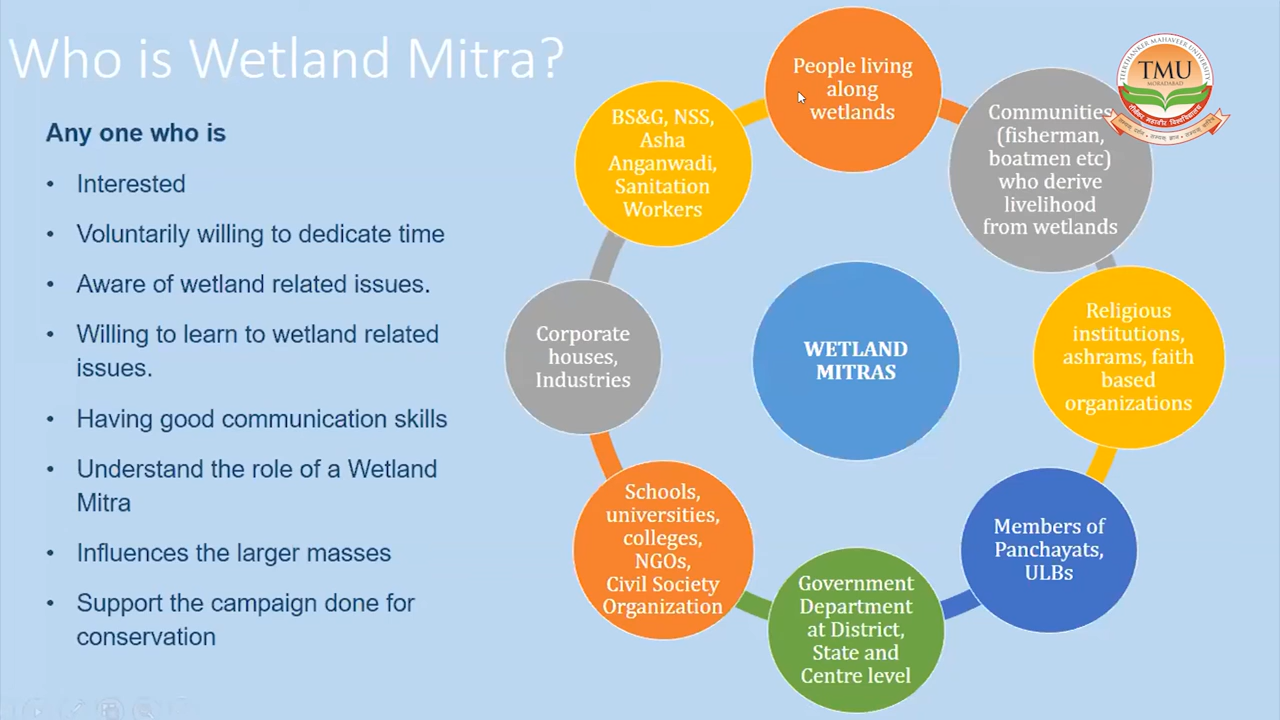 Who is Wetland Mitra?
Any one who is
• Interested
• Voluntarily willing to dedicate time
• Aware of wetland related issues.
• Willing to learn to wetland related
issues.
• Having good communication skills
• Understand the role of a Wetland
Mitra
• Influences the larger masses
• Support the campaign done for
conservation
People living
along
wetlands
Communities
(fisherman,
boatmen etc)
who derive
livelihood
from wetlands
Religious
institutions,
ashrams, faith
based
organizations
Members of
Panchayats,
ULBs
Government
Department
at District,
State and
Centre level
Schools,
universities,
colleges,
NGOs,
Civil Society
Organization
Corporate
houses,
Industries
BS&G, NSS,
Asha
Anganwadi,
Sanitation
Workers
WETLAND
MITRAS
TEERTHANKER MAHAVEER UNIVERSITY
TMU
MORADABAD